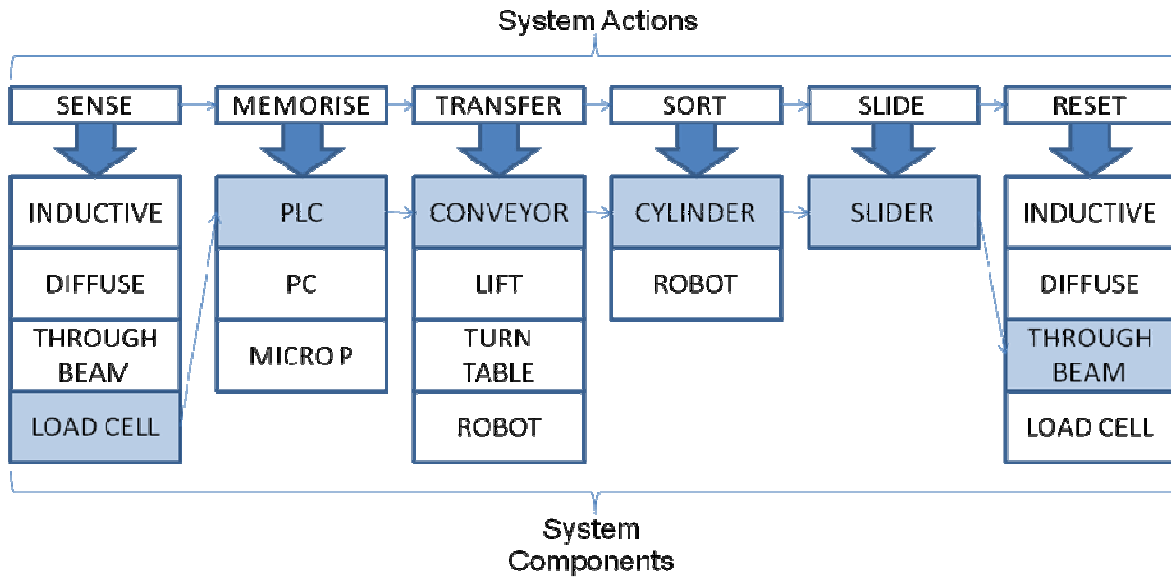 System Actions
SENSE
MEMORISE
TRANSFER
SORT
SLIDE
RESET
INDUCTIVE
DIFFUSE
THROUGH
BEAM
LOAD CELL
PLC
PC
MICRO P
CONVEYOR
LIFT
TURN
TABLE
ROBOT
CYLINDER
ROBOT
SLIDER
INDUCTIVE
DIFFUSE
THROUGH
BEAM
LOAD CELL
System
Components